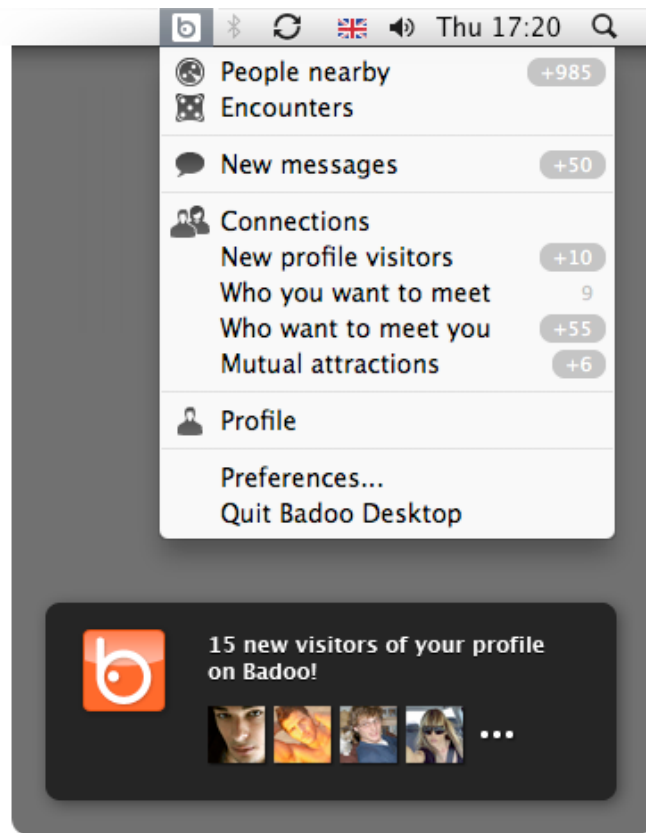 Thu 17:20
People nearby +985
Encounters
New messages +50
Connections
New profile visitors +10
Who you want to meet 9
Who want to meet you +55
Mutual attractions +6
Profile
Preferences...
Quit Badoo Desktop
15 new visitors of your profile
on Badoo!